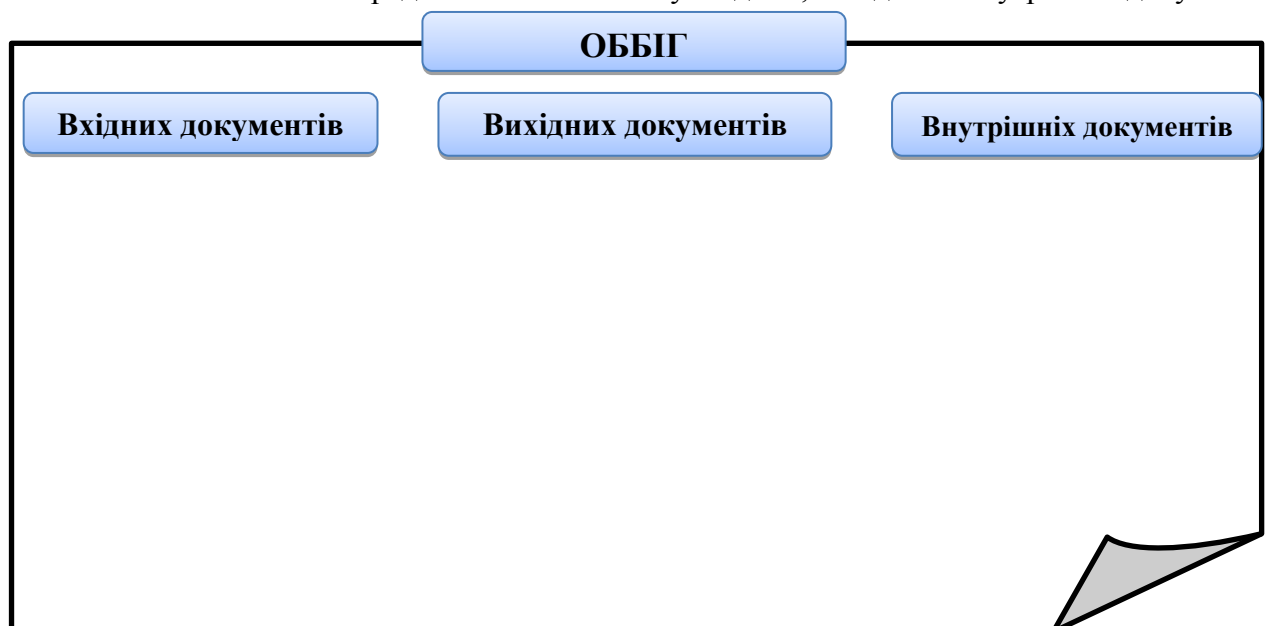 ОББІГ
Вхідних документів
Вихідних документів
Внутрішніх документів